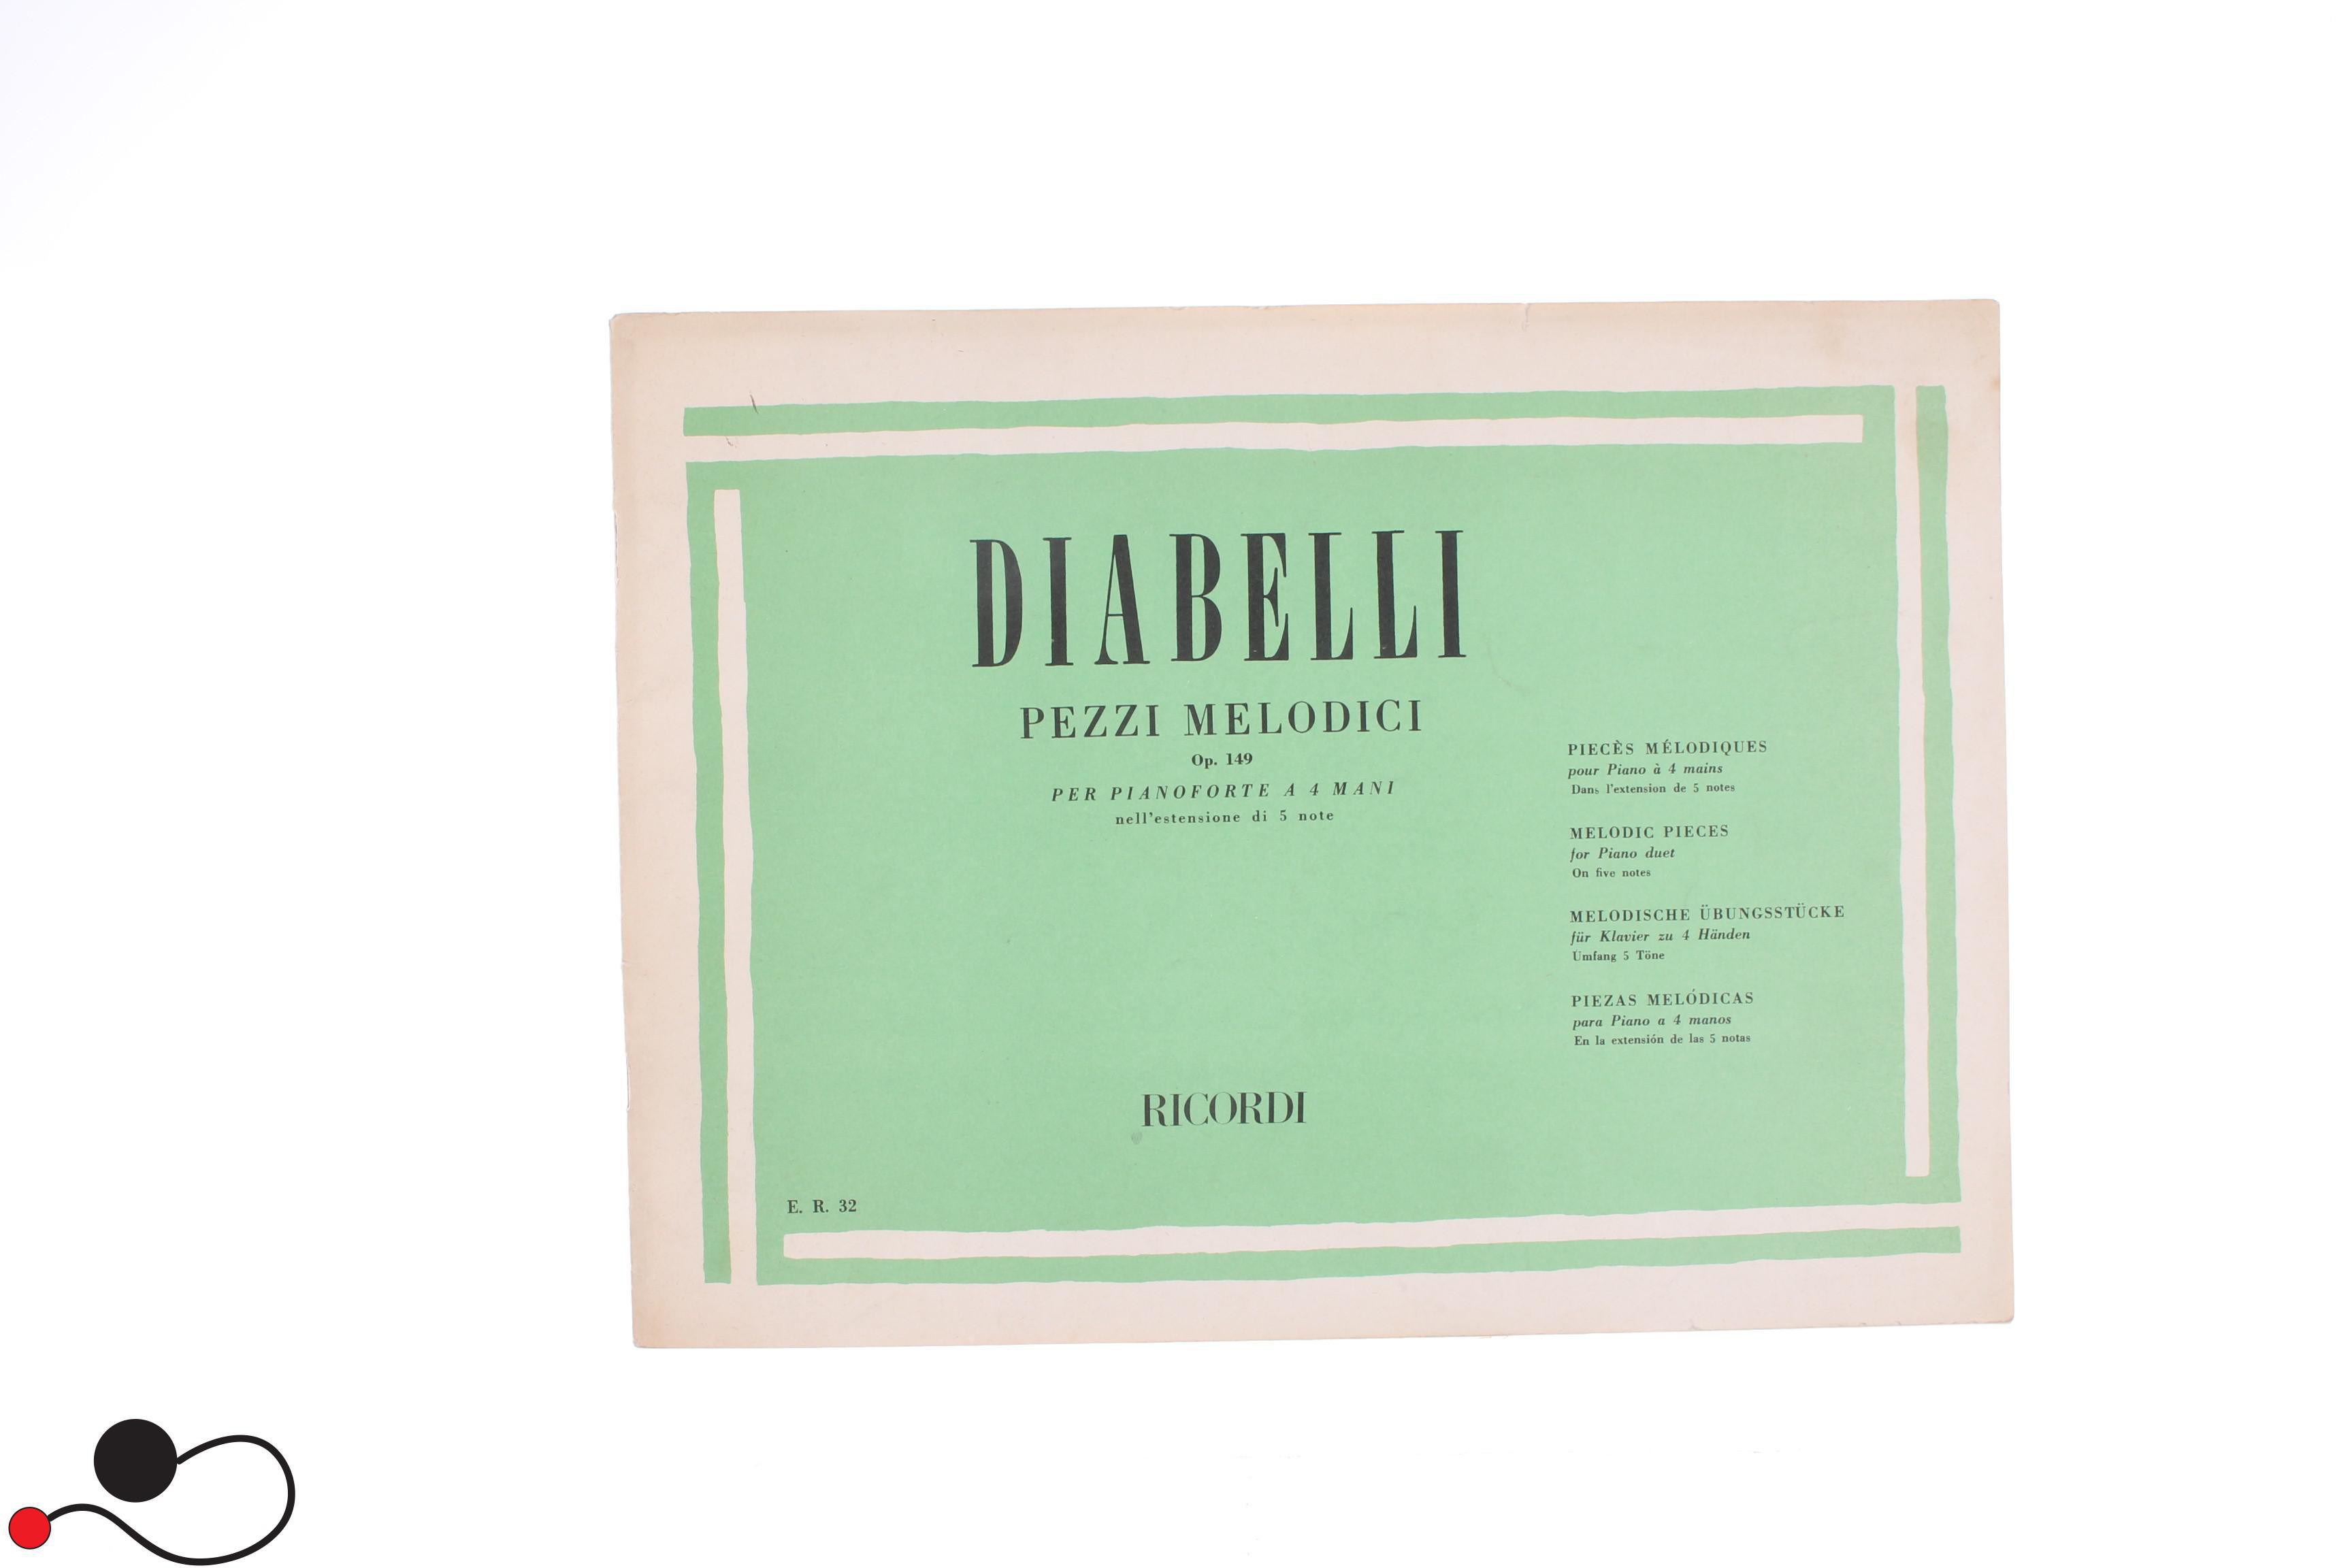 DIABELLI
PEZZI MELODICI
Op. 149
PER PIANOFORTE A 4 MANI
nell'estensione di 5 note
PIECÈS MÉLODIQUES
pour Piano à 4 mains
Dans l'extension de 5 notes
MELODIC PIECES
for Piano duet
On five notes
MELODISCHE ÜBUNGSSTÜCKE
für Klavier zu 4 Händen
Umfang 5 Töne
PIEZAS MELÓDICAS
para Piano a 4 manos
En la extensión de las 5 notas
RICORDI
E. R. 32